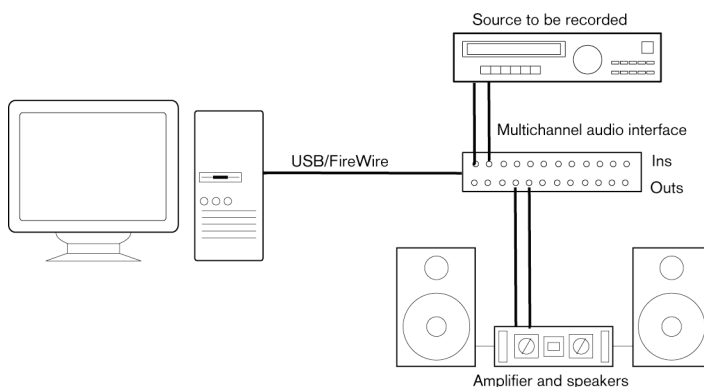 Source to be recorded
Multichannel audio interface
USB/FireWire
Ins
Outs
Amplifier and speakers